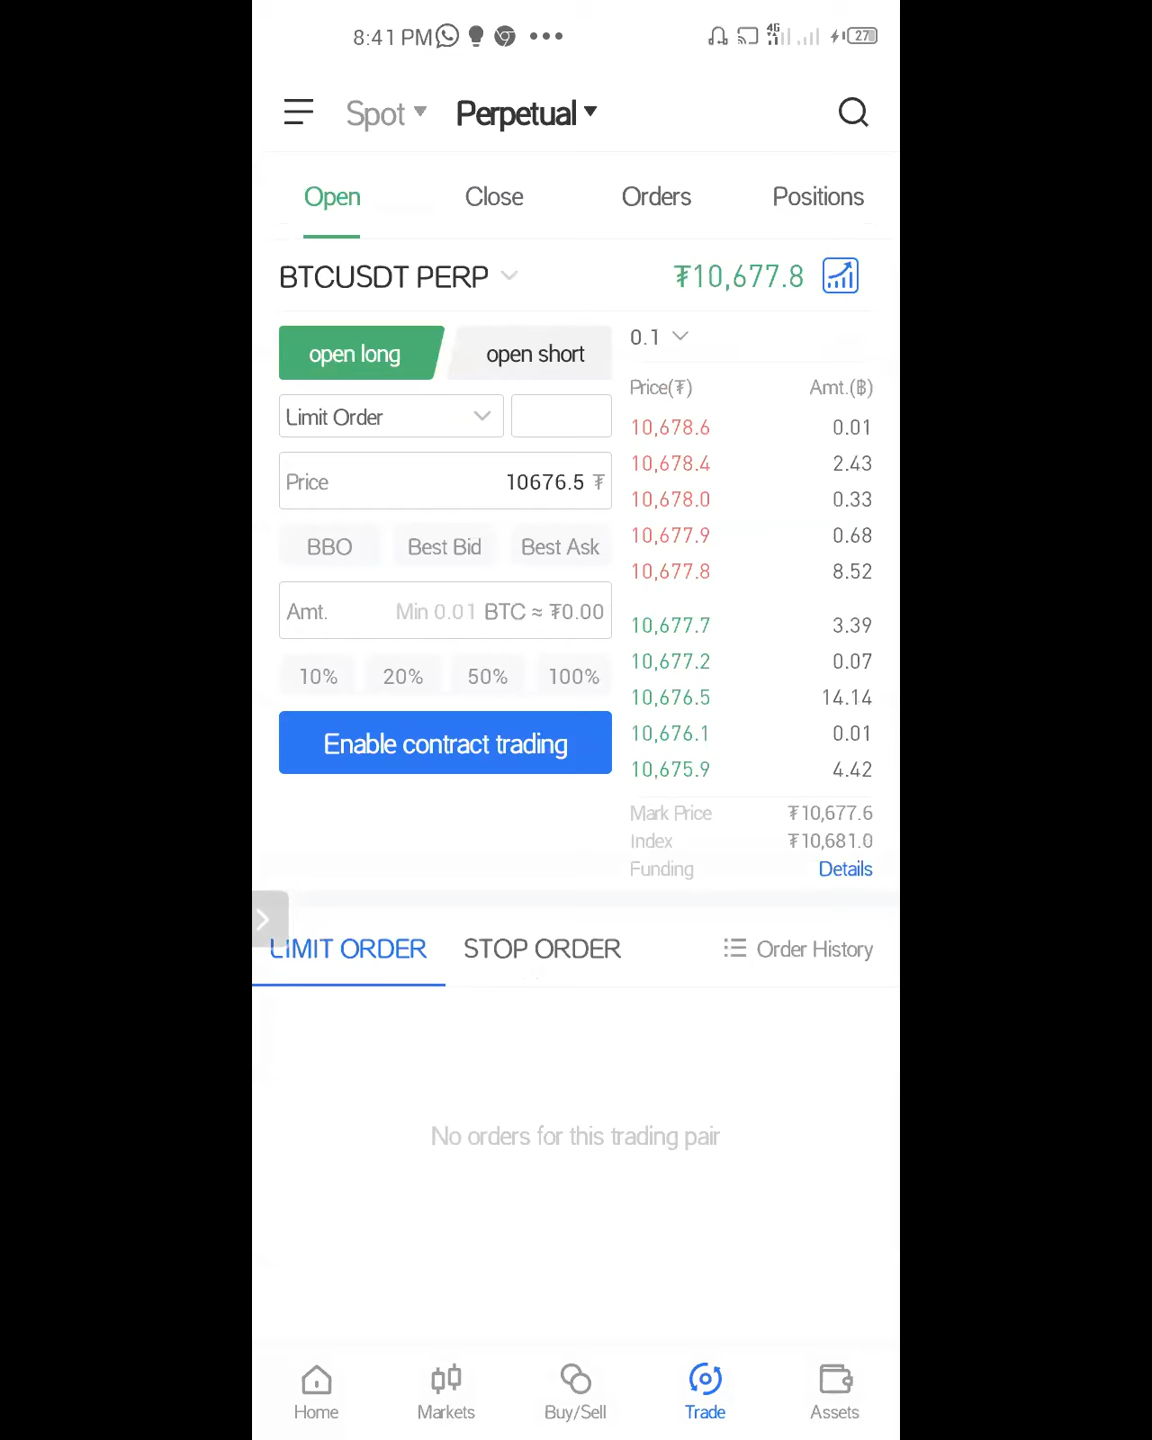 8:41 PM 4G 27
Spot Perpetual
Open Close Orders Positions
BTCUSDT PERP ₮10,677.8
open long open short 0.1
Price(₮) Amt.(฿)
Limit Order
10,678.6 0.01
10,678.4 2.43
Price 10676.5 ₮
10,678.0 0.33
10,677.9 0.68
BBO Best Bid Best Ask
10,677.8 8.52
Amt. Min 0.01 BTC ≈ ₮0.00
10,677.7 3.39
10,677.2 0.07
10% 20% 50% 100%
10,676.5 14.14
Enable contract trading
10,676.1 0.01
10,675.9 4.42
Mark Price ₮10,677.6
Index ₮10,681.0
Funding Details
LIMIT ORDER STOP ORDER Order History
No orders for this trading pair
Home Markets Buy/Sell Trade Assets